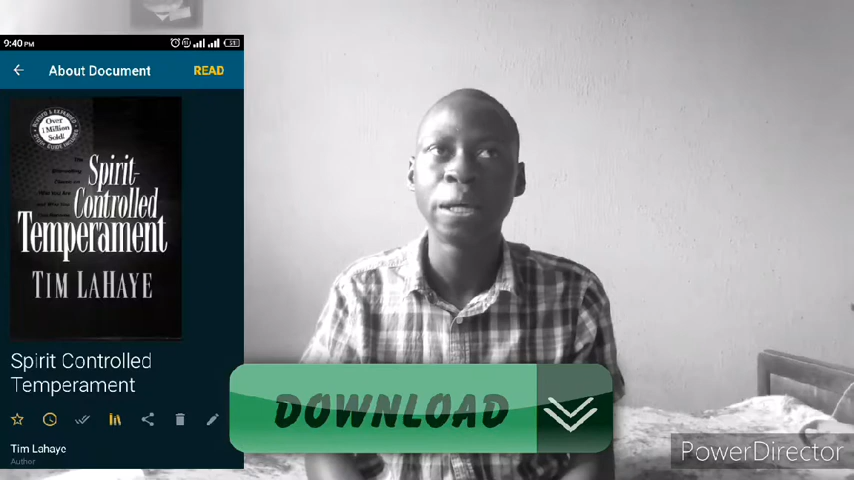 9:40 PM
About Document
READ
Over
1 Million
Sold!
Spirit-
Controlled
Temperament
TIM LAHAYE
Spirit Controlled
Temperament
Tim Lahaye
Author
DOWNLOAD
PowerDirector